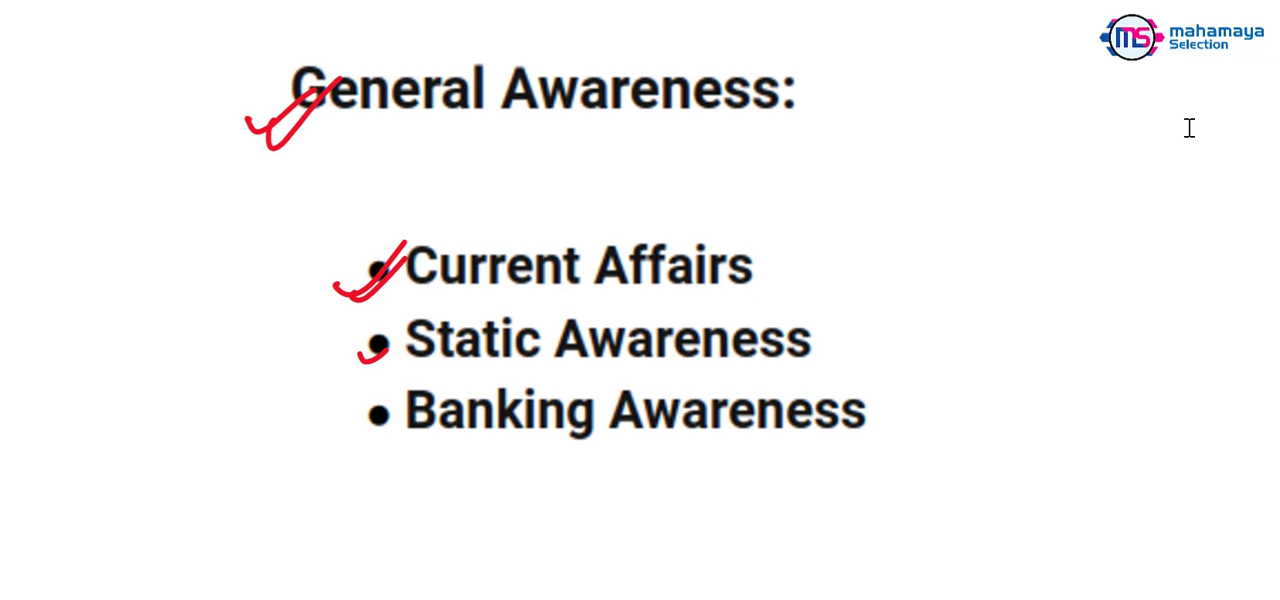 mahamaya
Selection
General Awareness:
• Current Affairs
• Static Awareness
• Banking Awareness